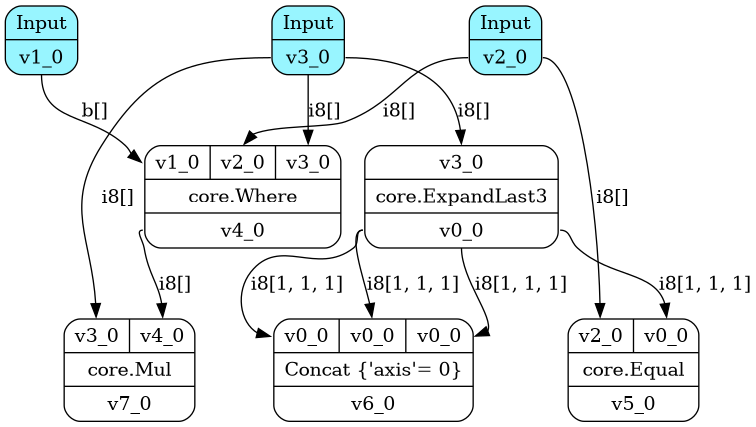 Input
v1_0
Input
v3_0
Input
v2_0
b[]
i8[]
i8[]
i8[]
v1_0 v2_0 v3_0
core.Where
v4_0
v3_0
core.ExpandLast3
v0_0
i8[]
i8[]
i8[]
i8[1, 1, 1]
i8[1, 1, 1]
i8[1, 1, 1]
i8[1, 1, 1]
v3_0 v4_0
core.Mul
v7_0
v0_0 v0_0 v0_0
Concat {'axis'= 0}
v6_0
v2_0 v0_0
core.Equal
v5_0